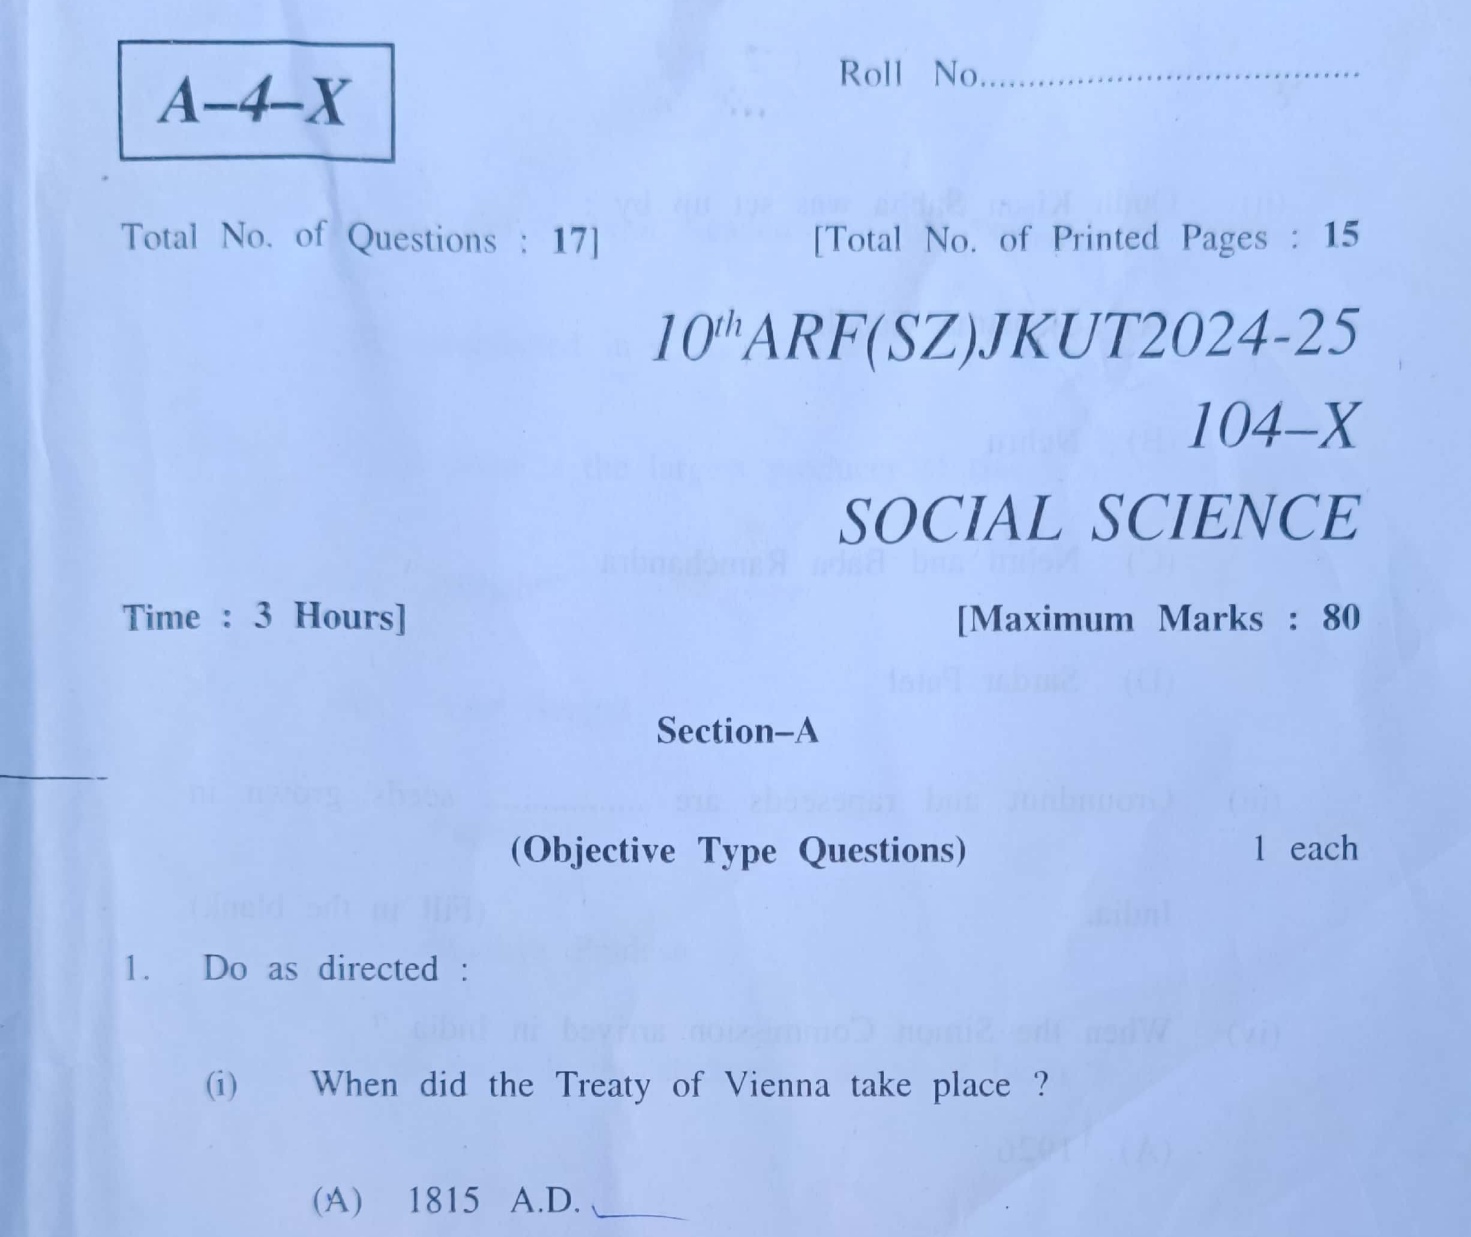 A–4–X
Roll No......................................
Total No. of Questions : 17]
[Total No. of Printed Pages : 15
10th ARF(SZ)JKUT2024-25
104–X
SOCIAL SCIENCE
Time : 3 Hours]
[Maximum Marks : 80
Section–A
(Objective Type Questions) 1 each
1. Do as directed :
(i) When did the Treaty of Vienna take place ?
(A) 1815 A.D.